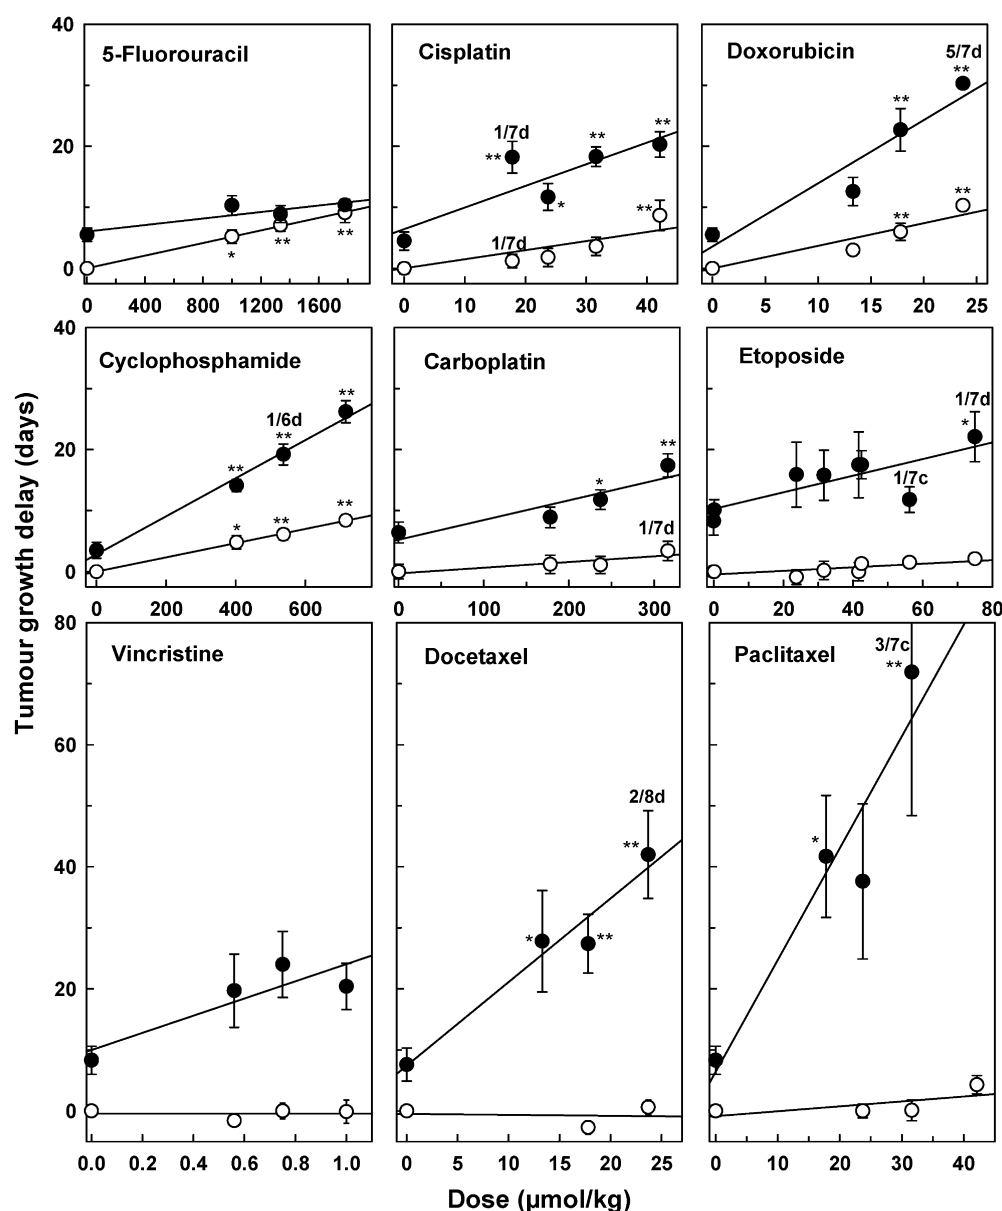 40
20
0
5-Fluorouracil
*
**
**
0 400 800 1200 1600
Cisplatin
1/7d
**
*
**
**
1/7d
**
0 10 20 30 40
Doxorubicin
5/7d
**
**
**
**
0 5 10 15 20 25
40
20
0
Cyclophosphamide
**
1/6d
**
**
*
**
**
0 200 400 600
Carboplatin
*
**
1/7d
0 100 200 300
Etoposide
1/7d
*
1/7c
0 20 40 60 80
Tumour growth delay (days)
80
60
40
20
0
Vincristine
0.0 0.2 0.4 0.6 0.8 1.0
Docetaxel
2/8d
**
*
**
0 5 10 15 20 25
Paclitaxel
3/7c
**
*
0 10 20 30 40
Dose (μmol/kg)